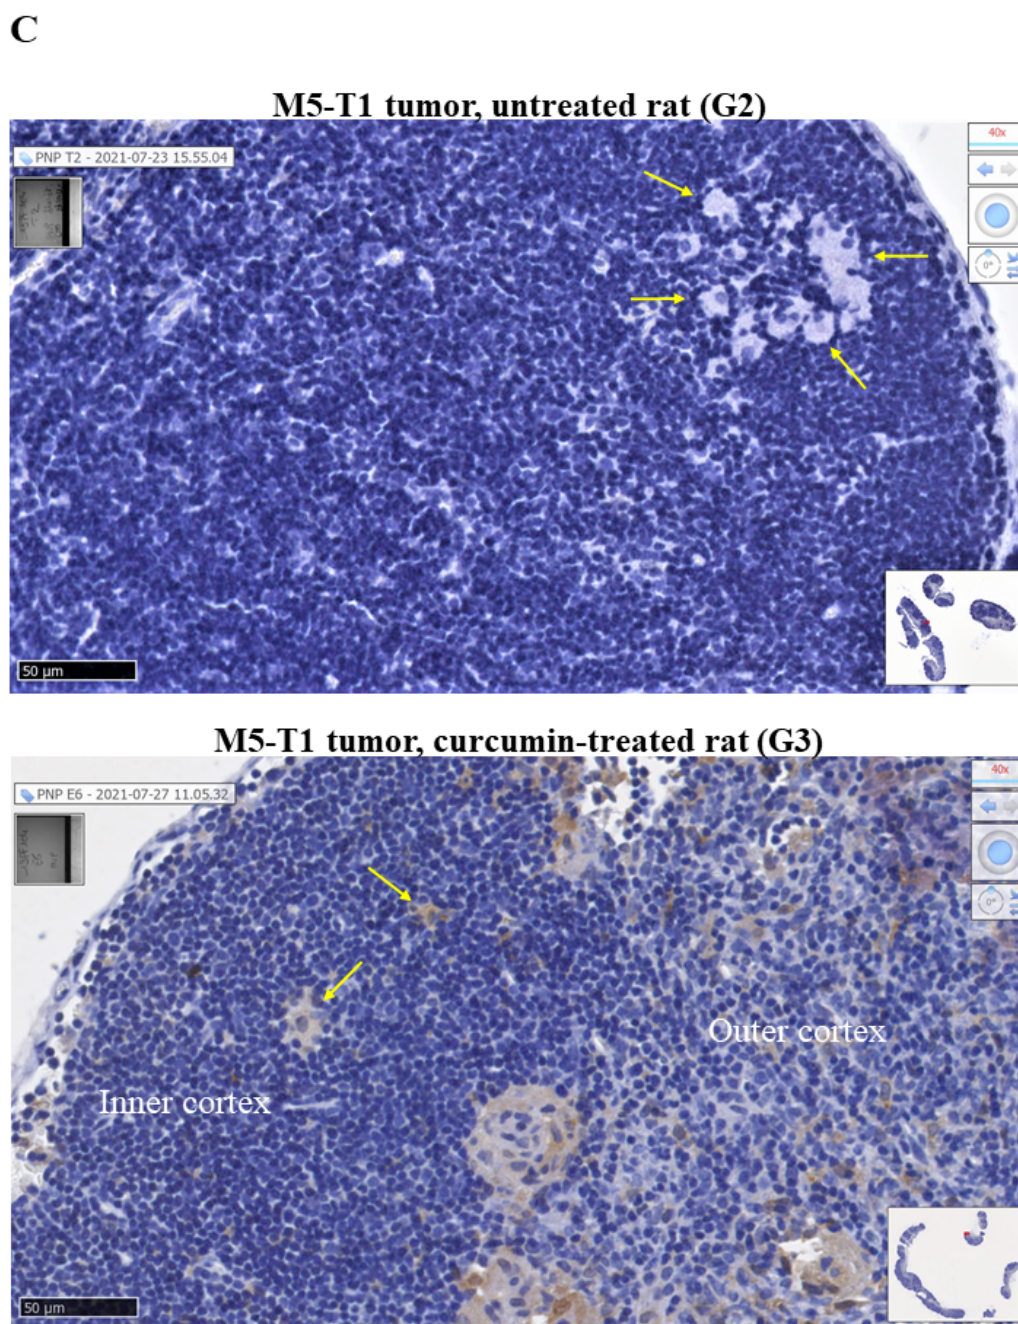 C
M5-T1 tumor, untreated rat (G2)
PNP T2 - 2021-07-23 15.55.04
40x
0°
50 µm
M5-T1 tumor, curcumin-treated rat (G3)
PNP E6 - 2021-07-27 11.05.32
40x
0°
Outer cortex
Inner cortex
50 µm